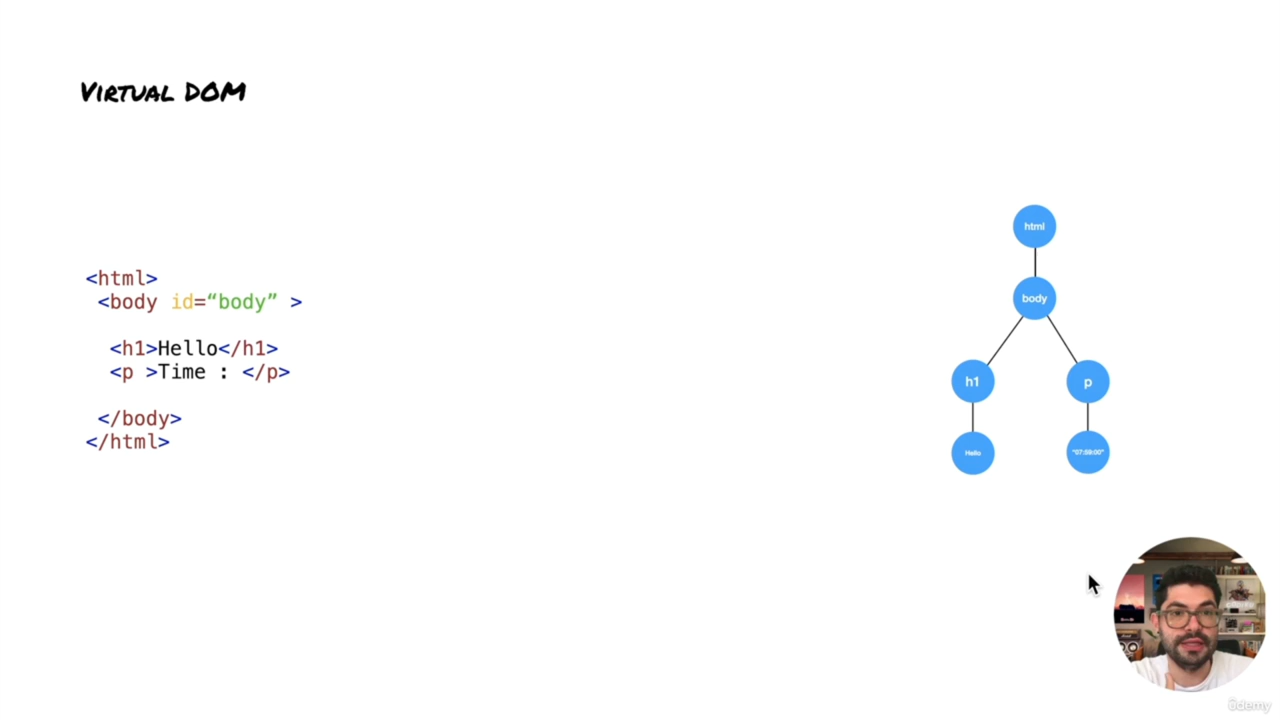 Virtual DOM
<html>
<body id=“body” >
<h1>Hello</h1>
<p >Time : </p>
</body>
</html>
html
body
h1
p
Hello
"07:59:00"
ûdemy